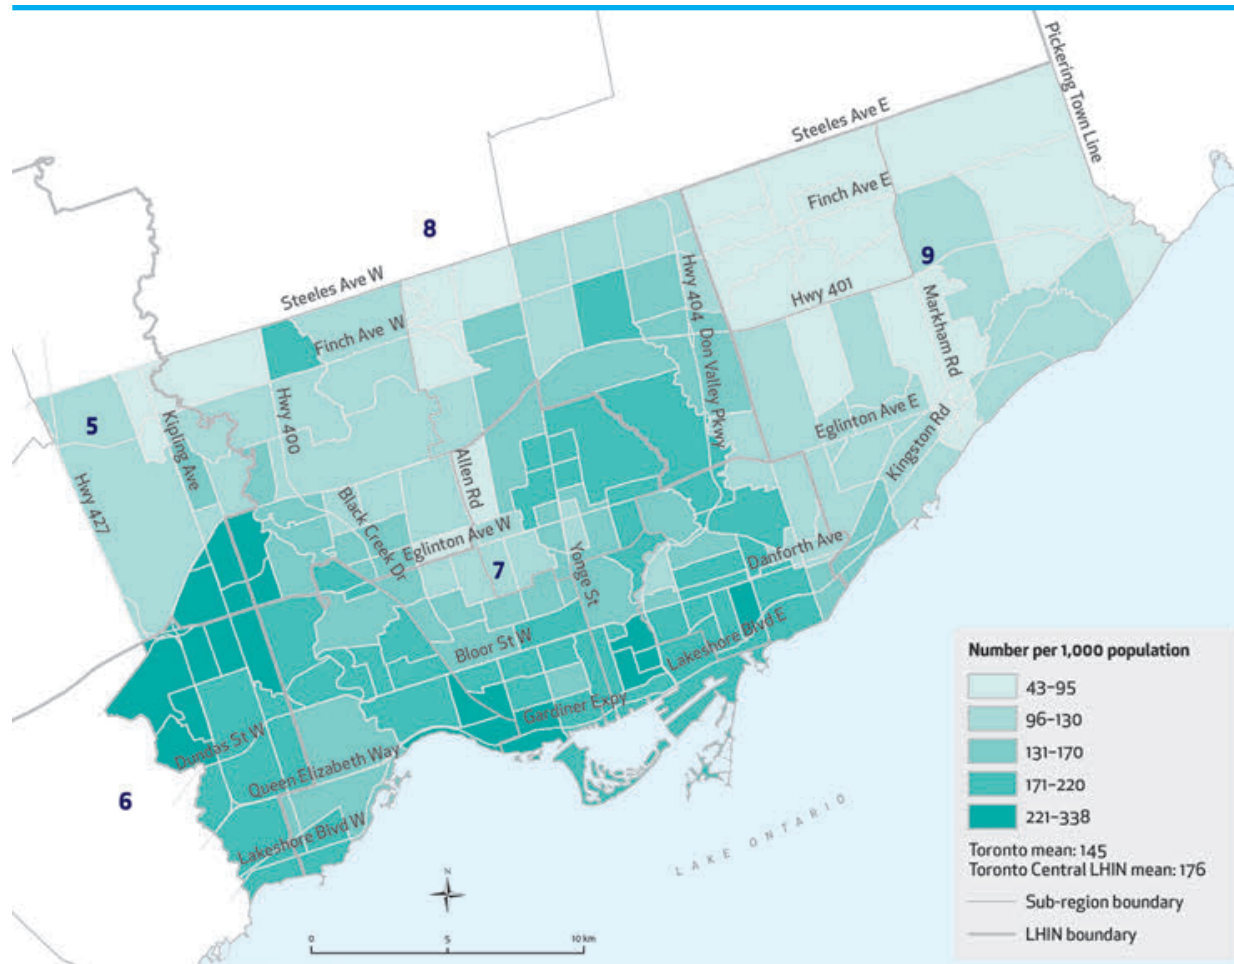 Pickering Town Line
Steeles Ave E
Finch Ave E
8
9
Steeles Ave W
Hwy 401
Hwy 404
Don Valley Pkwy
Markham Rd
Finch Ave W
5
Kipling Ave
Hwy 400
Eglinton Ave E
Kingston Rd
Allen Rd
Hwy 427
Black Creek Dr
Eglinton Ave W
Yonge St
Danforth Ave
7
Bloor St W
Lakeshore Blvd E
Gardiner Expy
Dundas St W
Queen Elizabeth Way
6
Lakeshore Blvd W
LAKE ONTARIO
N
0 5 10 km
Number per 1,000 population
43–95
96–130
131–170
171–220
221–338
Toronto mean: 145
Toronto Central LHIN mean: 176
Sub-region boundary
LHIN boundary